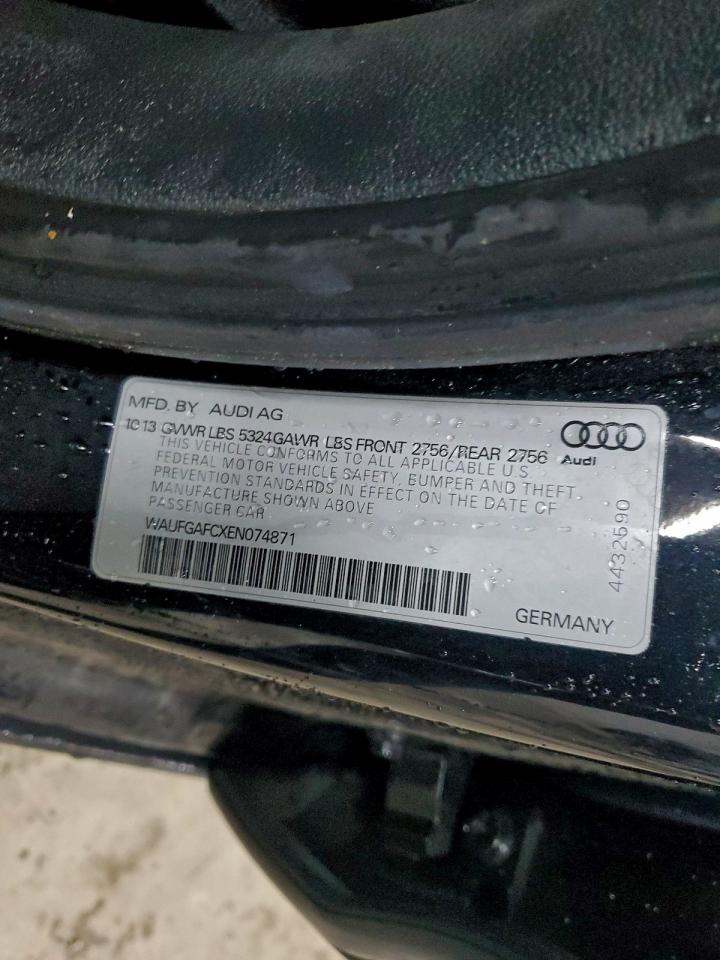 MFD. BY AUDI AG
10 13 GVWR LBS 5324 GAWR LBS FRONT 2756/REAR 2756
THIS VEHICLE CONFORMS TO ALL APPLICABLE U.S.
FEDERAL MOTOR VEHICLE SAFETY, BUMPER AND THEFT
PREVENTION STANDARDS IN EFFECT ON THE DATE OF
MANUFACTURE SHOWN ABOVE
PASSENGER CAR
WAUFGAFCXEN074871
Audi
4432590
GERMANY